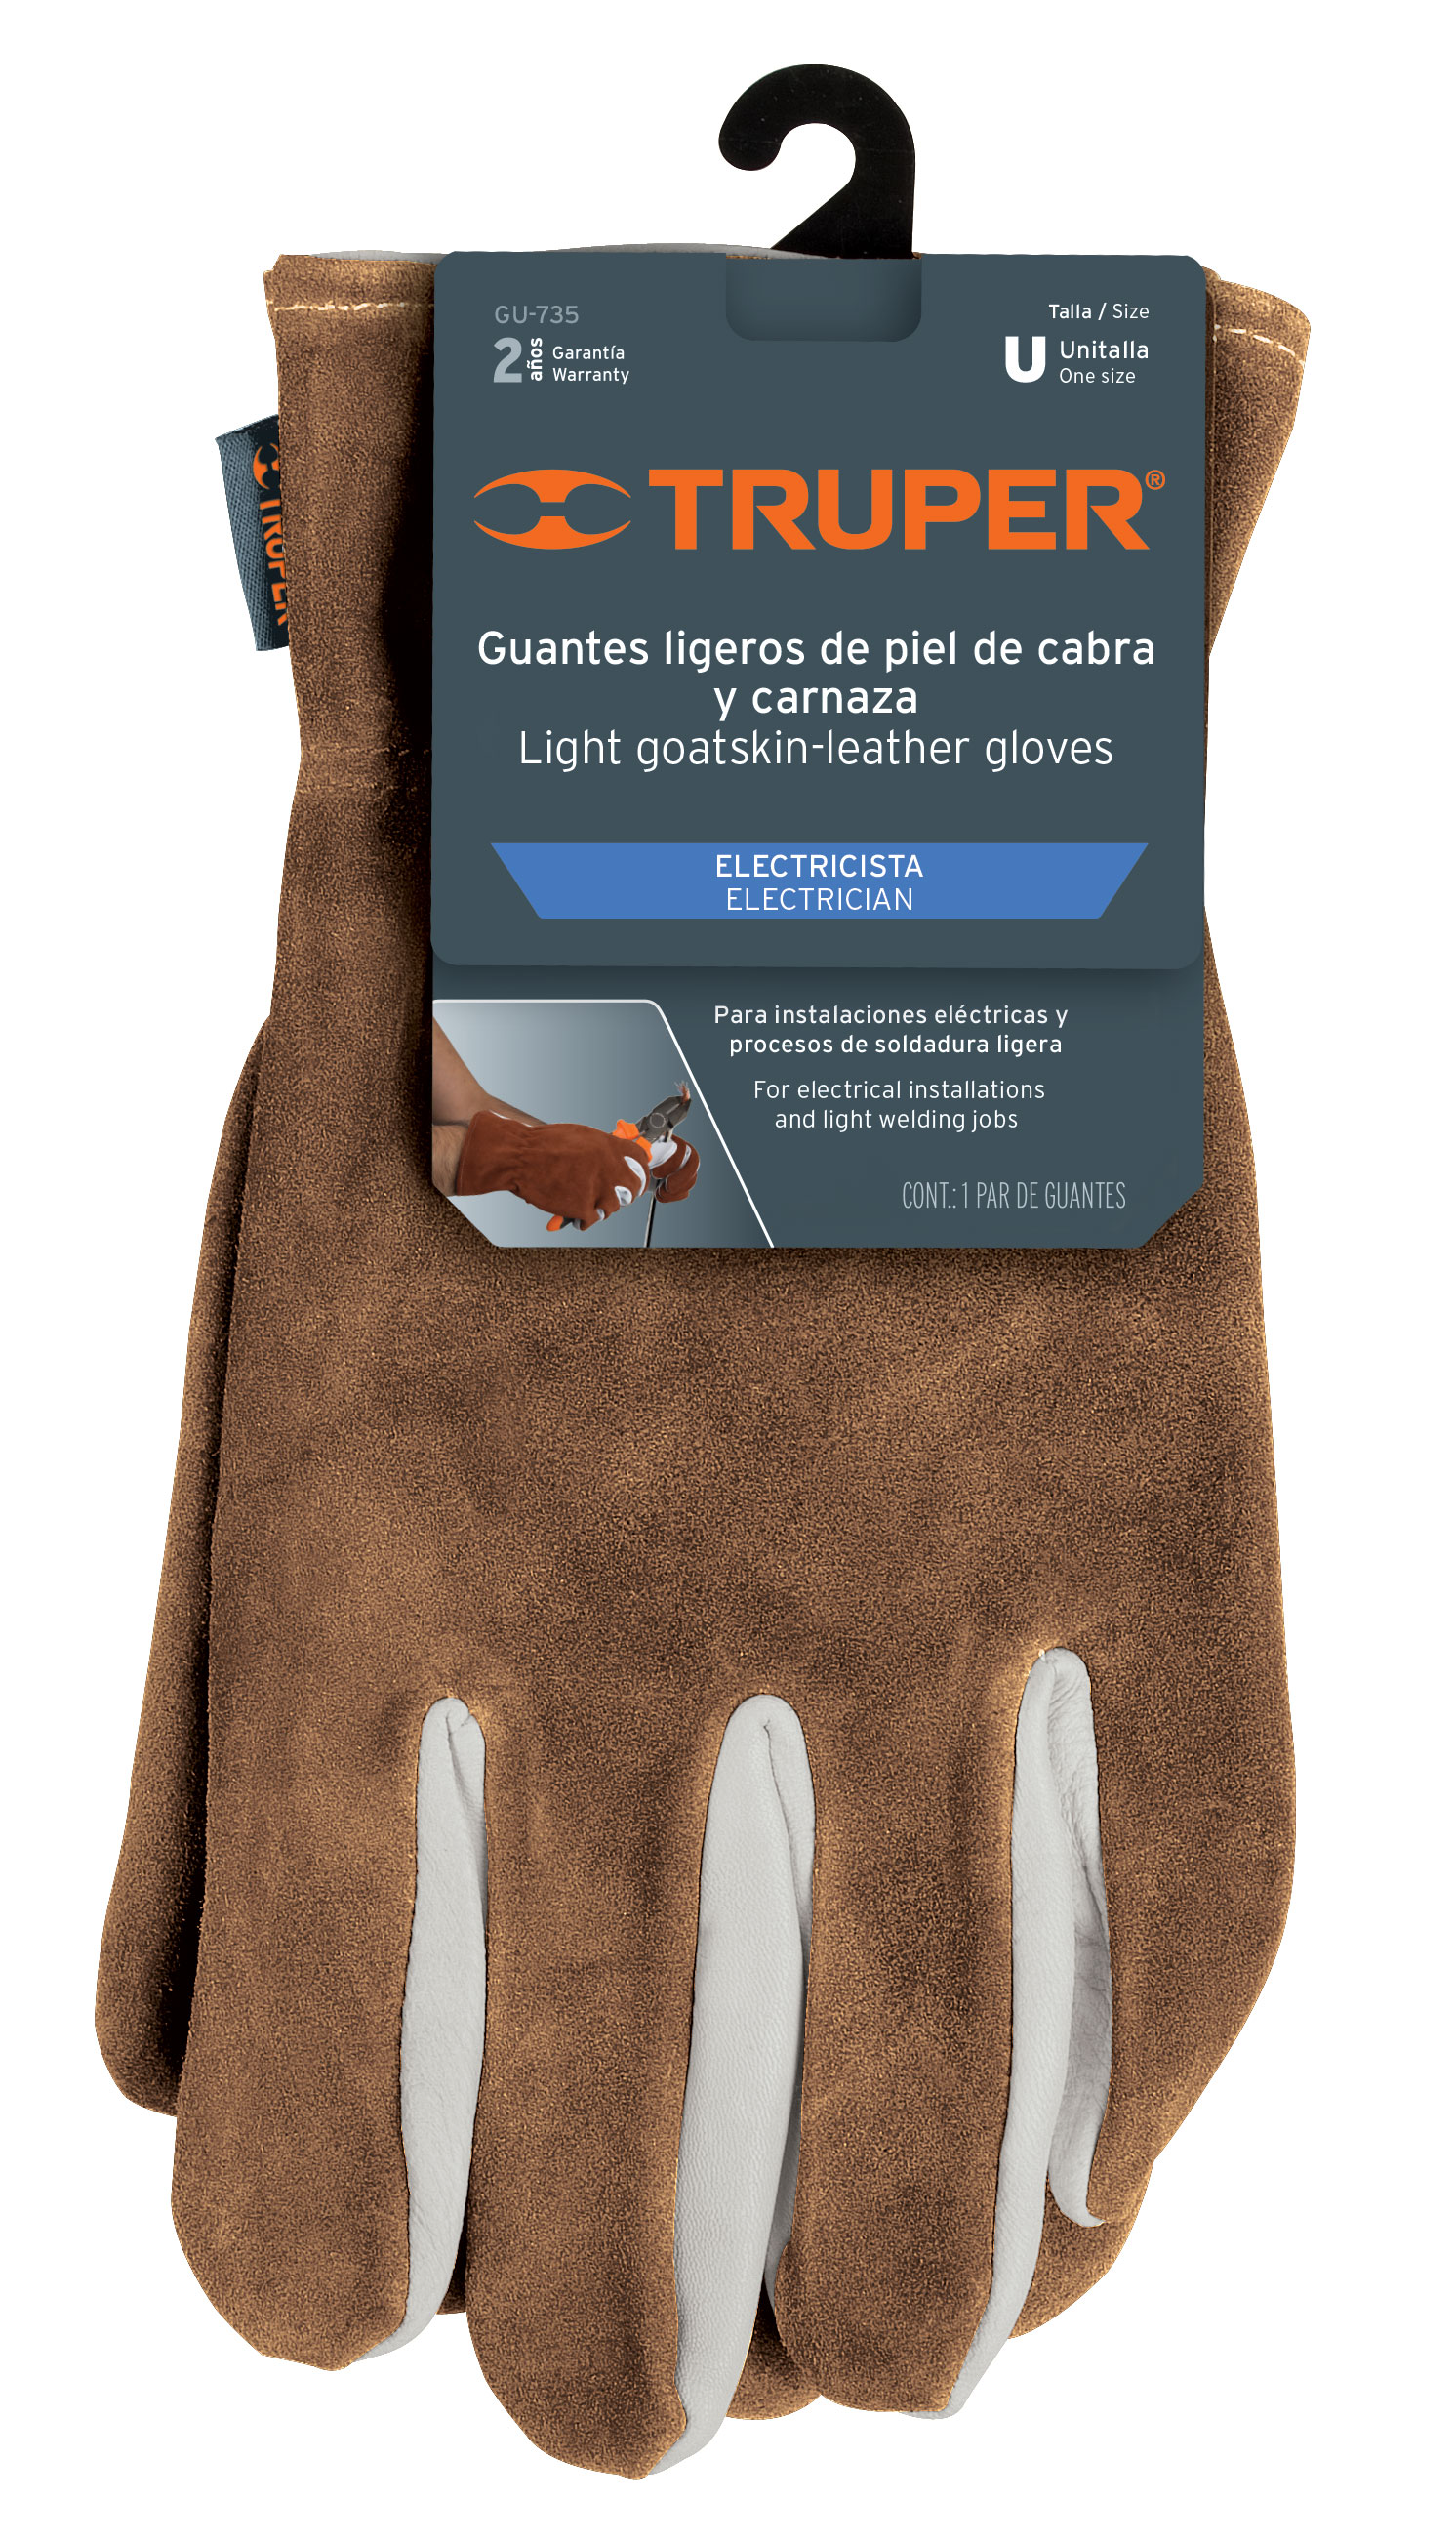 GU-735
2 años Garantía
Warranty
Talla / Size
U Unitalla
One size
TRUPER®
TRUPER
Guantes ligeros de piel de cabra
y carnaza
Light goatskin-leather gloves
ELECTRICISTA
ELECTRICIAN
Para instalaciones eléctricas y
procesos de soldadura ligera
For electrical installations
and light welding jobs
CONT.: 1 PAR DE GUANTES